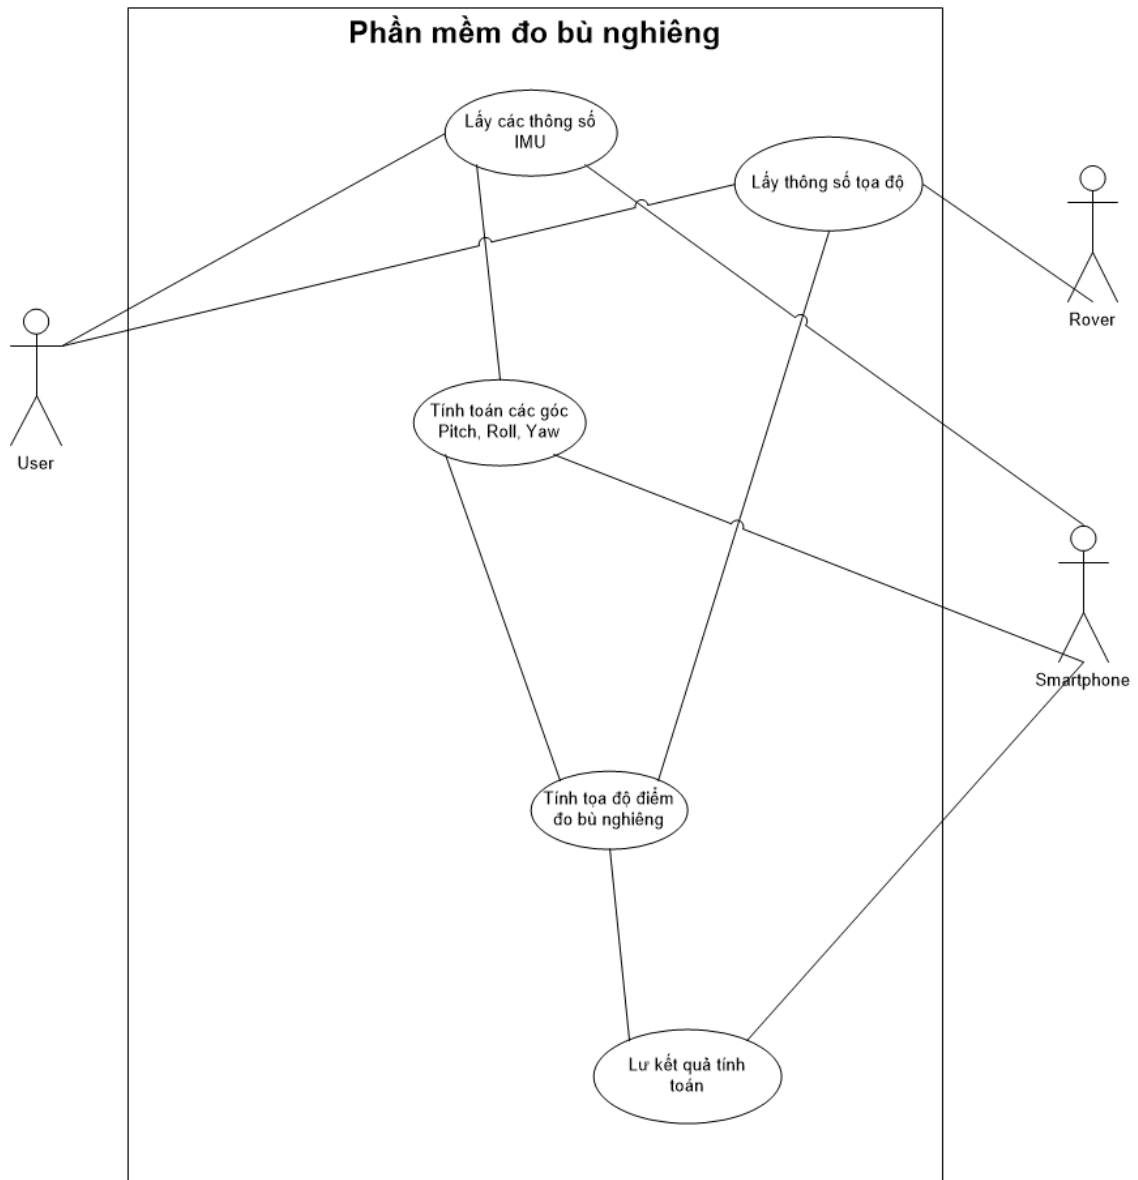 Phần mềm đo bù nghiêng
Lấy các thông số
IMU
Lấy thông số tọa độ
Rover
User
Tính toán các góc
Pitch, Roll, Yaw
Smartphone
Tính tọa độ điểm
đo bù nghiêng
Lư kết quả tính
toán